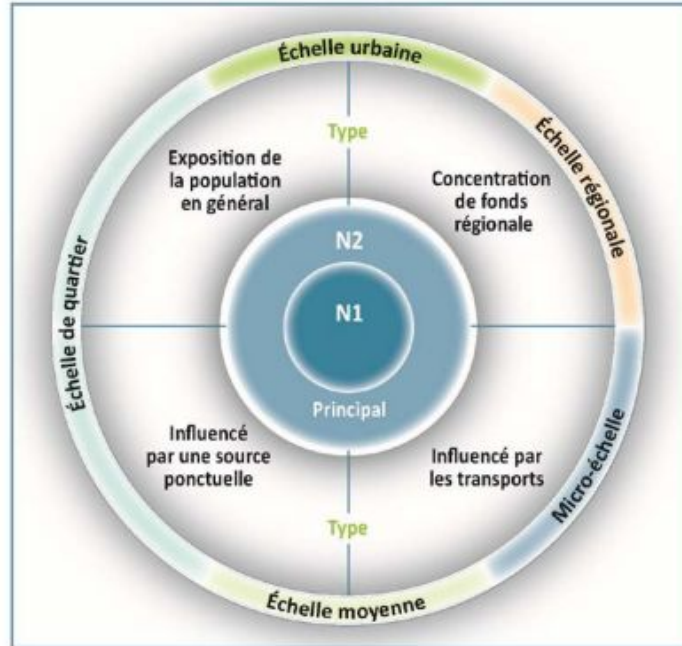 Échelle urbaine
Type
Exposition de
la population
en général
Concentration
de fonds
régionale
Échelle régionale
N2
N1
Échelle de quartier
Principal
Influencé
par une source
ponctuelle
Influencé par
les transports
Micro-échelle
Type
Échelle moyenne